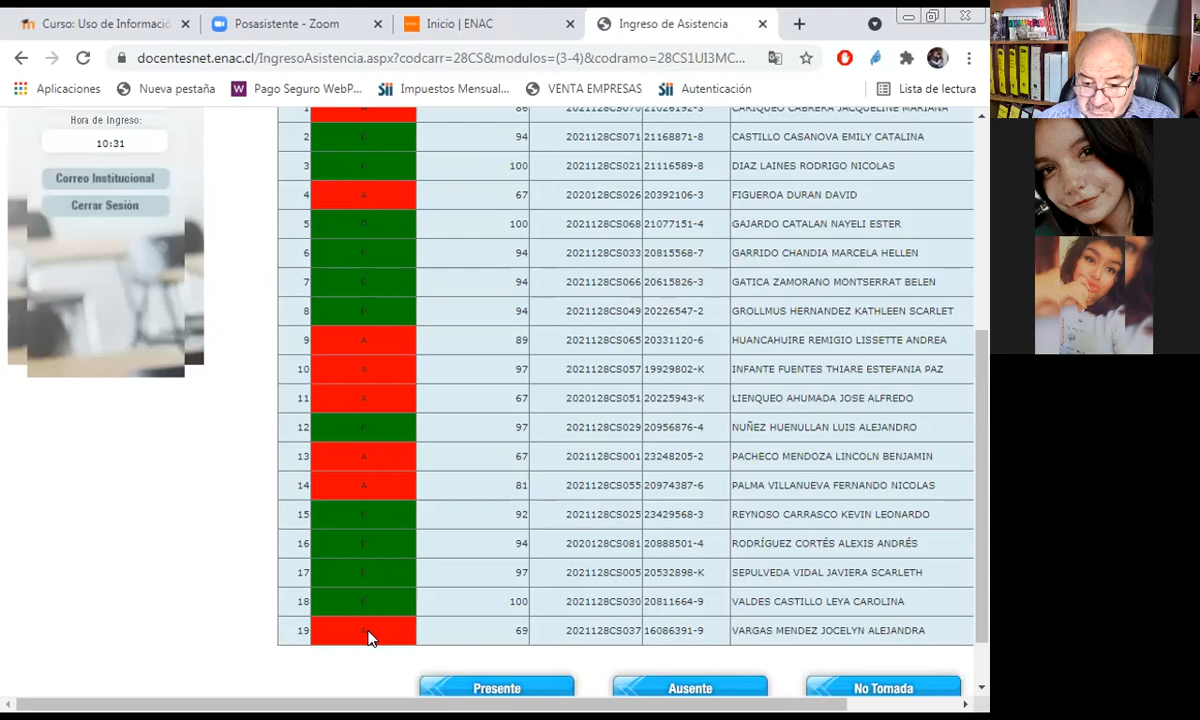 Curso: Uso de Informació
Posasistente - Zoom
Inicio | ENAC
Ingreso de Asistencia
docentesnet.enac.cl/IngresoAsistencia.aspx?codcarr=28CS&modulos=(3-4)&codramo=28CS1UI3MC...
Aplicaciones
Nueva pestaña
Pago Seguro WebP...
Impuestos Mensual...
VENTA EMPRESAS
Autenticación
Lista de lectura
Hora de Ingreso:
10:31
Correo Institucional
Cerrar Sesión
1 86 2021128CS070 21026192-3 CARIQUEO CABRERA JACQUELINE MARIANA
2 94 2021128CS071 21168871-8 CASTILLO CASANOVA EMILY CATALINA
3 100 2021128CS021 21116589-8 DIAZ LAINES RODRIGO NICOLAS
4 A 67 2020128CS026 20392106-3 FIGUEROA DURAN DAVID
5 P 100 2021128CS068 21077151-4 GAJARDO CATALAN NAYELI ESTER
6 94 2021128CS033 20815568-7 GARRIDO CHANDIA MARCELA HELLEN
7 94 2021128CS066 20615826-3 GATICA ZAMORANO MONTSERRAT BELEN
8 94 2021128CS049 20226547-2 GROLLMUS HERNANDEZ KATHLEEN SCARLET
9 A 89 2021128CS065 20331120-6 HUANCAHUIRE REMIGIO LISSETTE ANDREA
10 A 97 2021128CS057 19929802-K INFANTE FUENTES THIARE ESTEFANIA PAZ
11 A 67 2020128CS051 20225943-K LIENQUEO AHUMADA JOSE ALFREDO
12 P 97 2021128CS029 20956876-4 NUÑEZ HUENULLAN LUIS ALEJANDRO
13 A 67 2021128CS001 23248205-2 PACHECO MENDOZA LINCOLN BENJAMIN
14 A 81 2021128CS055 20974387-6 PALMA VILLANUEVA FERNANDO NICOLAS
15 92 2021128CS025 23429568-3 REYNOSO CARRASCO KEVIN LEONARDO
16 94 2020128CS081 20888501-4 RODRÍGUEZ CORTÉS ALEXIS ANDRÉS
17 97 2021128CS005 20532898-K SEPULVEDA VIDAL JAVIERA SCARLETH
18 100 2021128CS030 20811664-9 VALDES CASTILLO LEYA CAROLINA
19 A 69 2021128CS037 16086391-9 VARGAS MENDEZ JOCELYN ALEJANDRA
Presente
Ausente
No Tomada